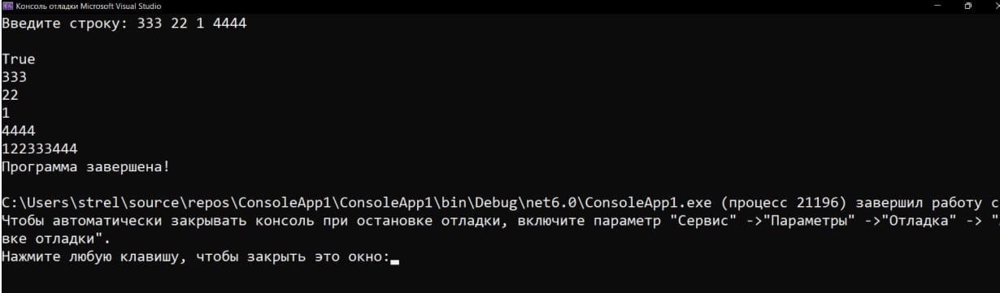 Консоль отладки Microsoft Visual Studio
Введите строку: 333 22 1 4444
True
333
22
1
4444
122333444
Программа завершена!
C:\Users\strel\source\repos\ConsoleApp1\ConsoleApp1\bin\Debug\net6.0\ConsoleApp1.exe (процесс 21196) завершил работу с
Чтобы автоматически закрывать консоль при остановке отладки, включите параметр "Сервис" ->"Параметры" ->"Отладка" -> "
вке отладки".
Нажмите любую клавишу, чтобы закрыть это окно: